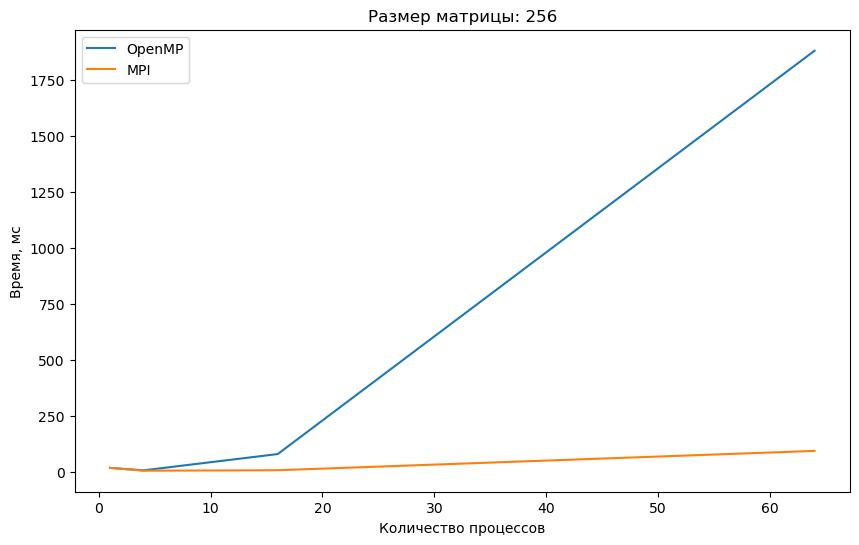 Размер матрицы: 256
OpenMP
MPI
1750
1500
1250
1000
750
500
250
0
Время, мс
0 10 20 30 40 50 60
Количество процессов